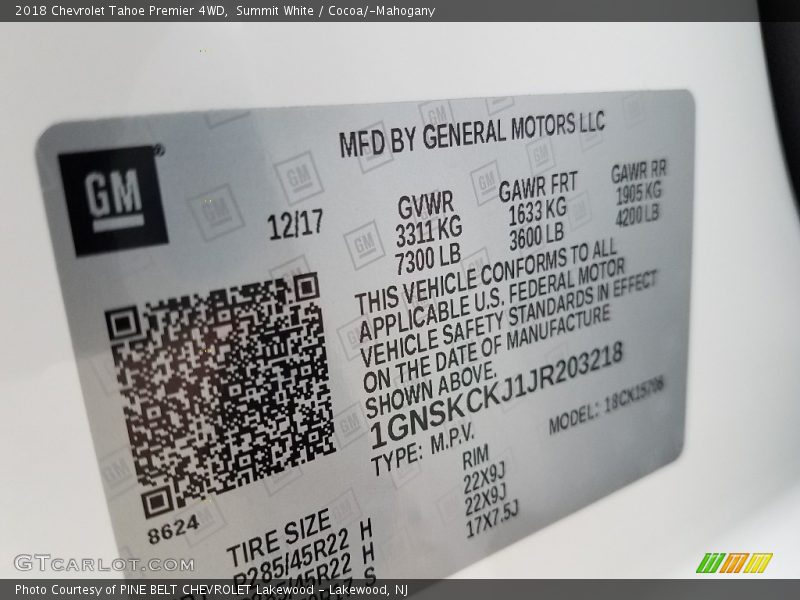 2018 Chevrolet Tahoe Premier 4WD, Summit White / Cocoa/-Mahogany
MFD BY GENERAL MOTORS LLC
GM®
12/17
GVWR
3311 KG
7300 LB
GAWR FRT
1633 KG
3600 LB
GAWR RR
1905 KG
4200 LB
THIS VEHICLE CONFORMS TO ALL
APPLICABLE U.S. FEDERAL MOTOR
VEHICLE SAFETY STANDARDS IN EFFECT
ON THE DATE OF MANUFACTURE
SHOWN ABOVE.
1GNSKCKJ1JR203218
TYPE: M.P.V.
MODEL: 18CK15706
8624
TIRE SIZE
P285/45R22 H
RIM
22X9J
22X9J
17X7.5J
GTcarlot.com
Photo Courtesy of PINE BELT CHEVROLET Lakewood - Lakewood, NJ